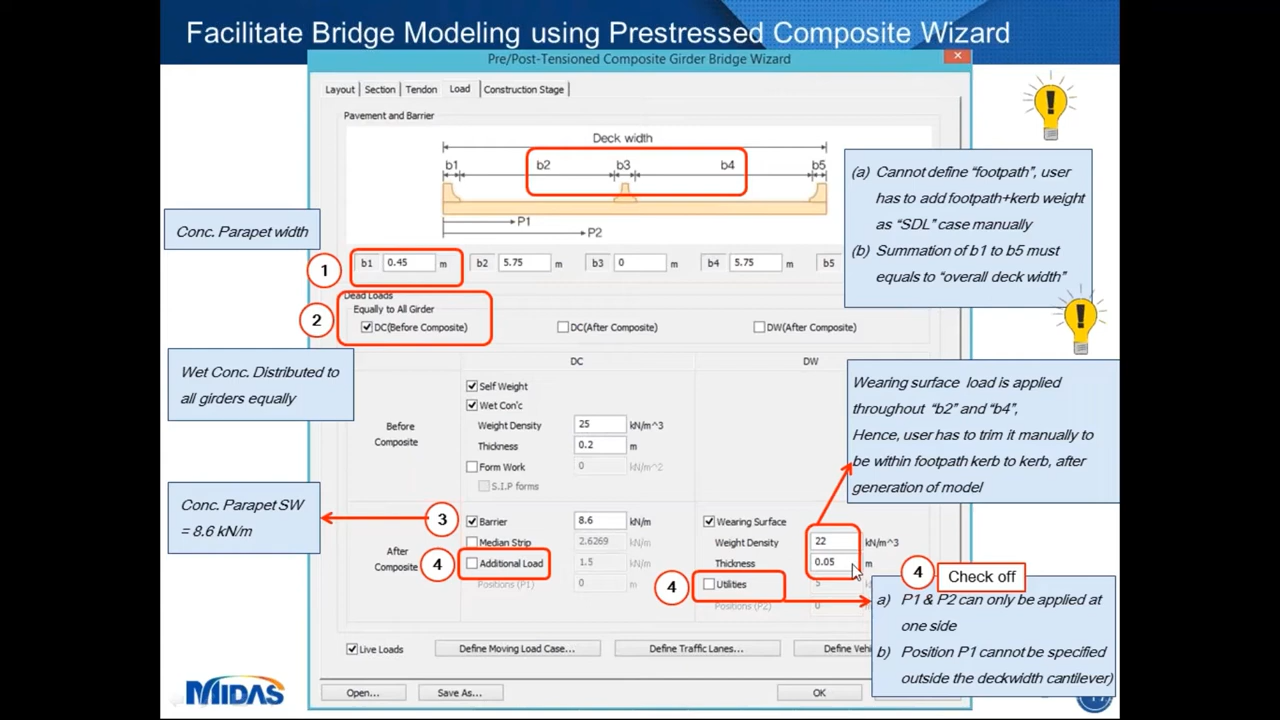 Facilitate Bridge Modeling using Prestressed Composite Wizard
Pre/Post-Tensioned Composite Girder Bridge Wizard
Layout Section Tendon Load Construction Stage
Pavement and Barrier
Deck width
b1 b2 b3 b4 b5
P1
P2
Conc. Parapet width
1
b1 0.45 m b2 5.75 m b3 0 m b4 5.75 m b5
(a) Cannot define “footpath”, user
has to add footpath+kerb weight
as “SDL” case manually
(b) Summation of b1 to b5 must
equals to “overall deck width”
2
Dead Loads
Equally to All Girder
DC(Before Composite) DC(After Composite) DW(After Composite)
Wet Conc. Distributed to
all girders equally
DC DW
Before
Composite
Self Weight
Wet Con'c
Weight Density 25 kN/m^3
Thickness 0.2 m
Form Work 0 kN/m^2
S.I.P forms
Wearing surface load is applied
throughout “b2” and “b4”,
Hence, user has to trim it manually to
be within footpath kerb to kerb, after
generation of model
Conc. Parapet SW
= 8.6 kN/m
3
After
Composite
Barrier 8.6 kN/m
Median Strip 2.6269 kN/m
4
Additional Load 1.5 kN/m
Positions (P1) 0 m
Wearing Surface
Weight Density 22 kN/m^3
Thickness 0.05 m
4
Utilities 5
Positions (P2) 0
4 Check off
a) P1 & P2 can only be applied at
one side
b) Position P1 cannot be specified
outside the deckwidth cantilever)
Live Loads Define Moving Load Case... Define Traffic Lanes... Define Vehi
Open... Save As... OK
MIDAS